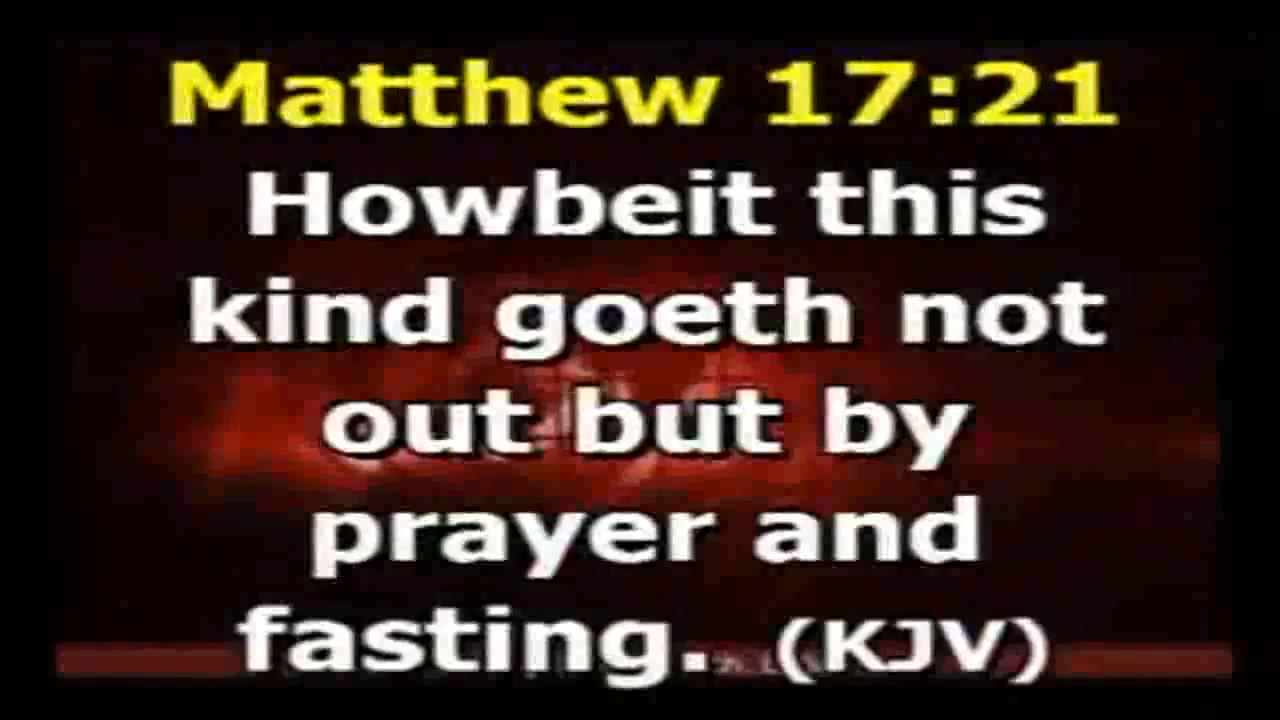 Matthew 17:21
Howbeit this
kind goeth not
out but by
prayer and
fasting. (KJV)